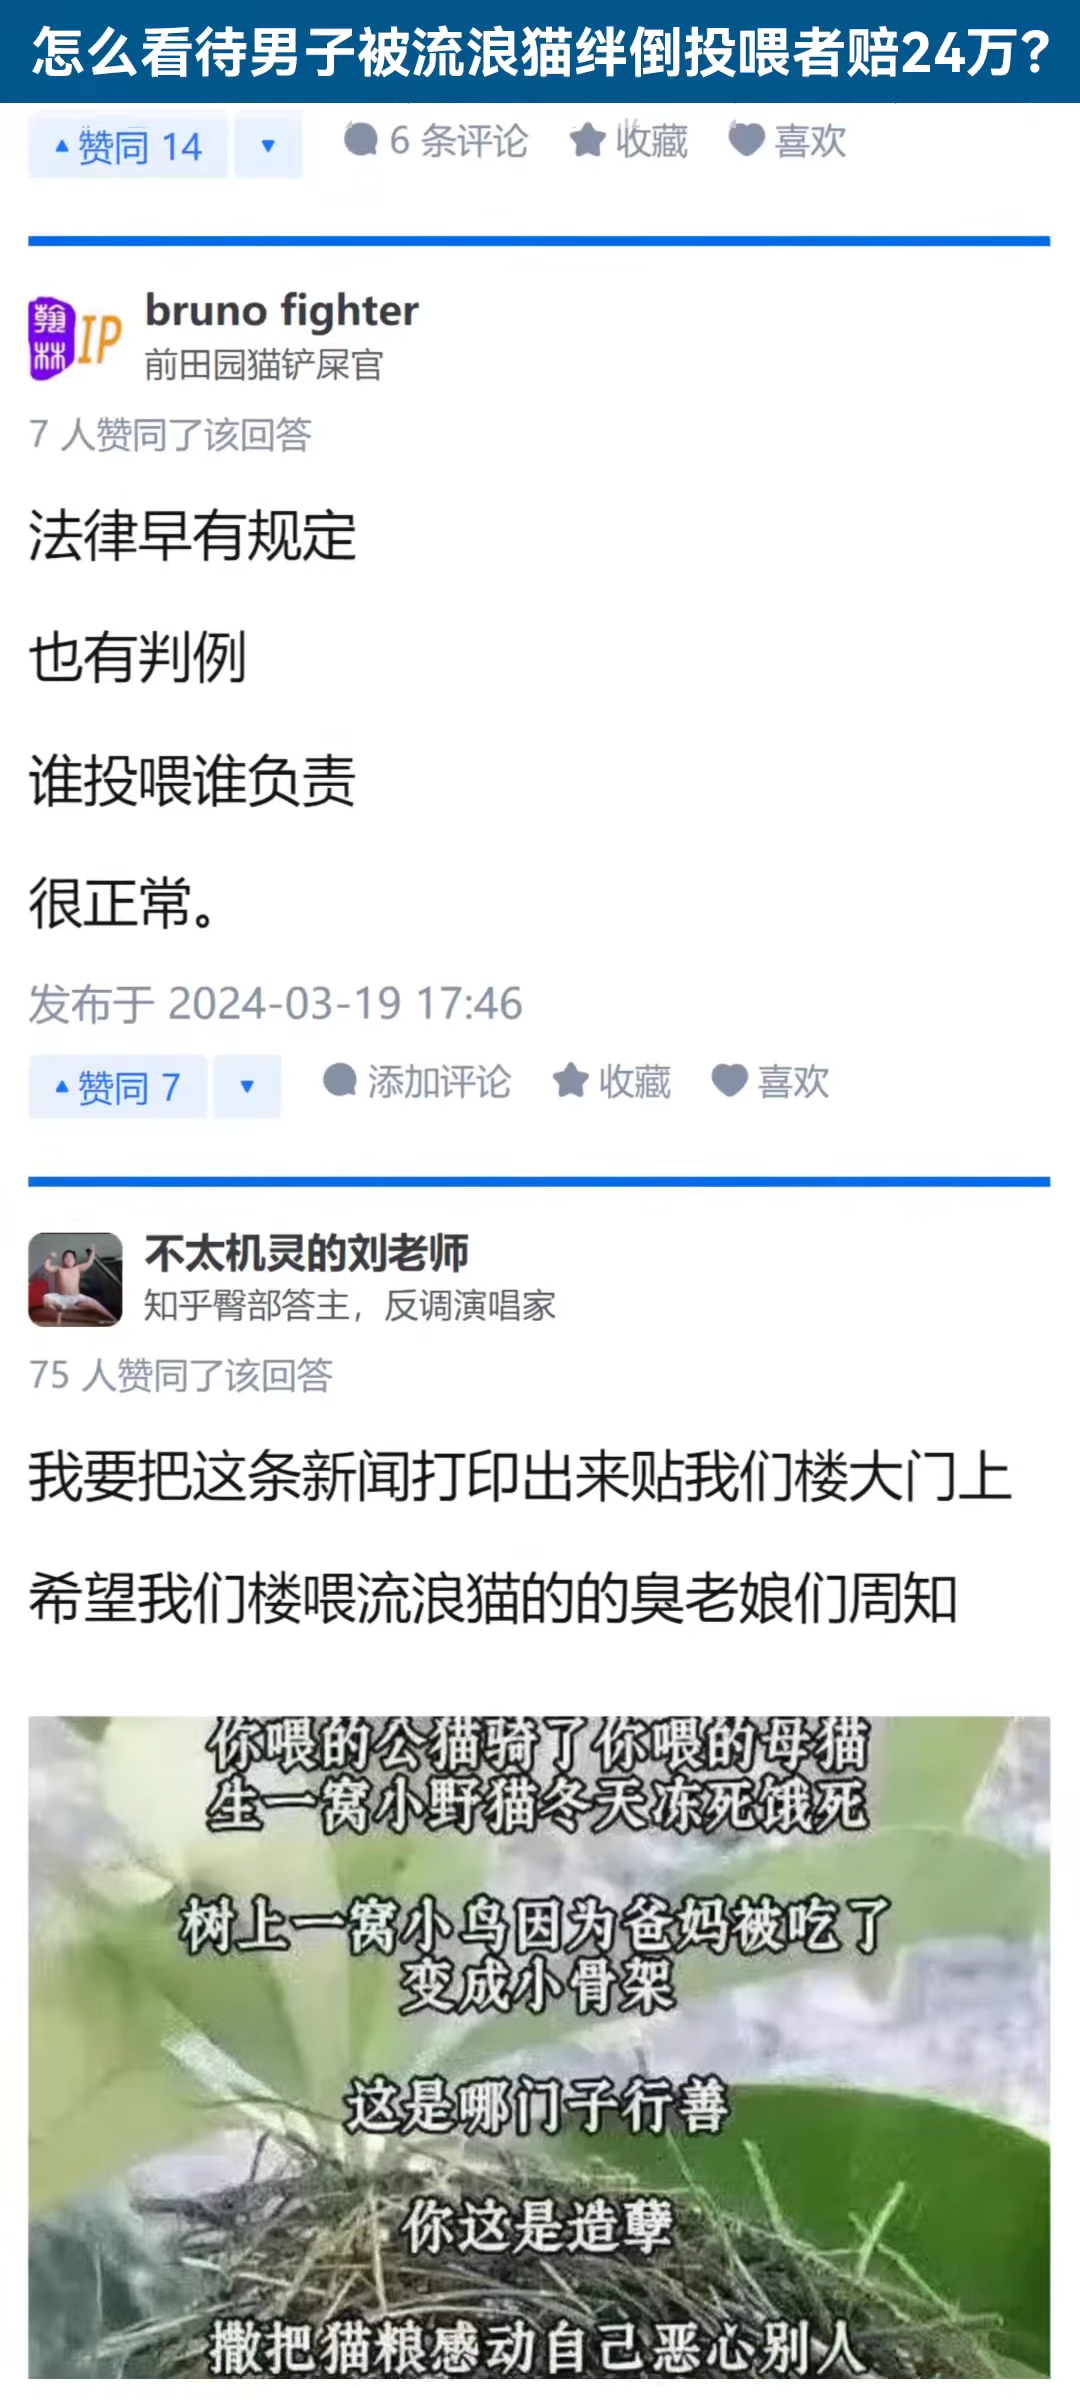 怎么看待男子被流浪猫绊倒投喂者赔24万?
赞同 14
6 条评论
收藏
喜欢
翰林IP
bruno fighter
前田园猫铲屎官
7 人赞同了该回答
法律早有规定
也有判例
谁投喂谁负责
很正常。
发布于 2024-03-19 17:46
赞同 7
添加评论
收藏
喜欢
不太机灵的刘老师
知乎臀部答主，反调演唱家
75 人赞同了该回答
我要把这条新闻打印出来贴我们楼大门上
希望我们楼喂流浪猫的的臭老娘们周知
你喂的公猫骑了你喂的母猫
生一窝小野猫冬天冻死饿死
树上一窝小鸟因为爸妈被吃了
变成小骨架
这是哪门子行善
你这是造孽
撒把猫粮感动自己恶心别人